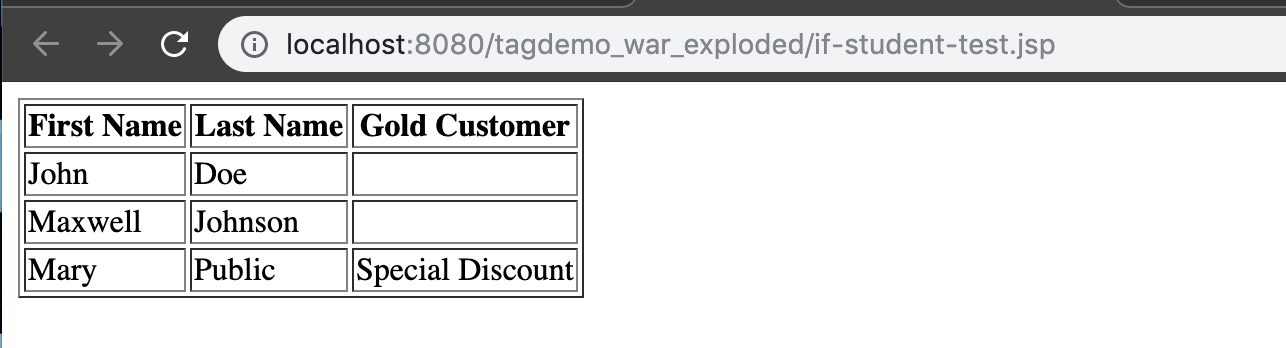 localhost:8080/tagdemo_war_exploded/if-student-test.jsp
First Name Last Name Gold Customer
John Doe
Maxwell Johnson
Mary Public Special Discount